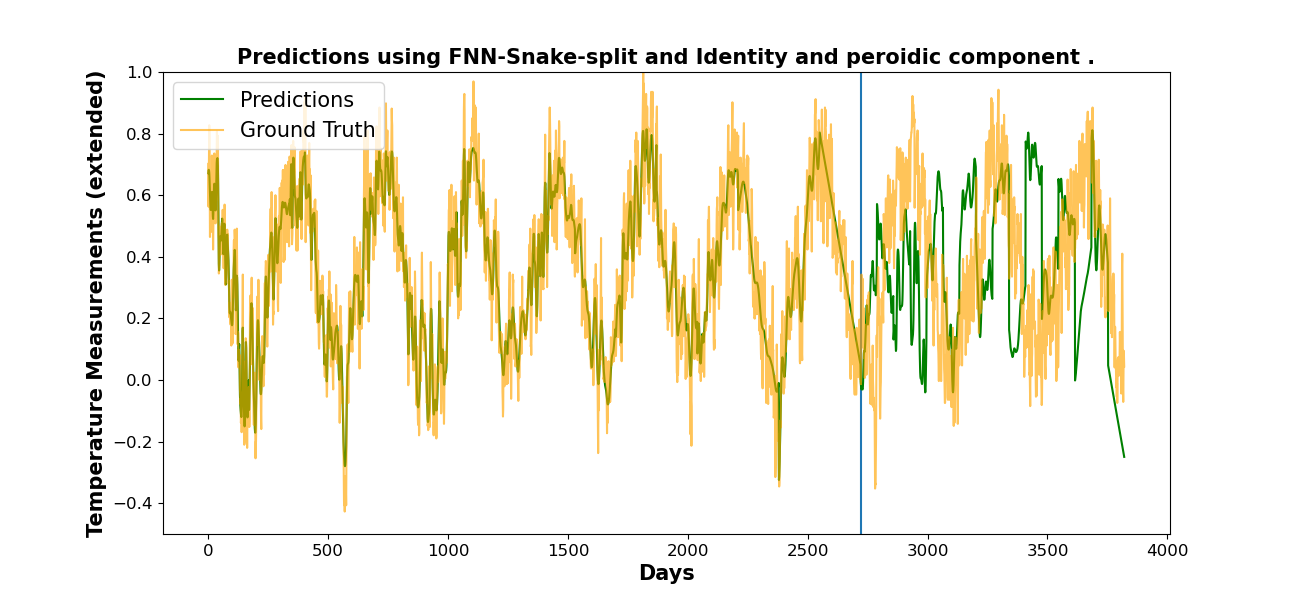 Predictions using FNN-Snake-split and Identity and peroidic component .
Temperature Measurements (extended)
1.0
0.8
0.6
0.4
0.2
0.0
−0.2
−0.4
Predictions
Ground Truth
0 500 1000 1500 2000 2500 3000 3500 4000
Days